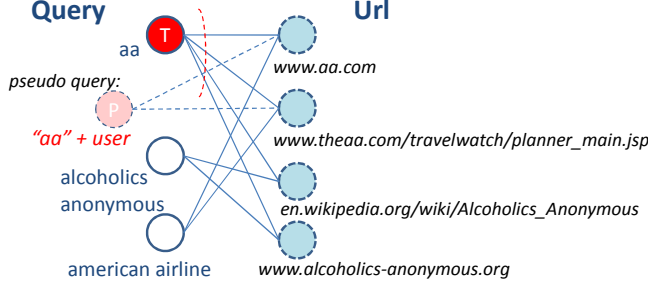 Query
Url
T
aa
www.aa.com
pseudo query:
P
"aa" + user
www.theaa.com/travelwatch/planner_main.jsp
alcoholics
anonymous
en.wikipedia.org/wiki/Alcoholics_Anonymous
american airline
www.alcoholics-anonymous.org